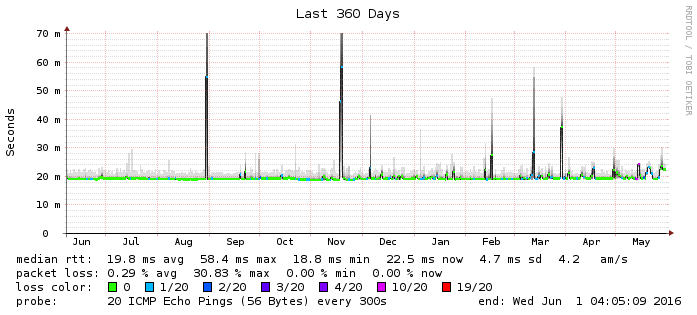 Last 360 Days
RRDTOOL / TOBI OETIKER
Seconds
70 m
60 m
50 m
40 m
30 m
20 m
10 m
0
Jun Jul Aug Sep Oct Nov Dec Jan Feb Mar Apr May
median rtt: 19.8 ms avg 58.4 ms max 18.8 ms min 22.5 ms now 4.7 ms sd 4.2 am/s
packet loss: 0.29 % avg 30.83 % max 0.00 % min 0.00 % now
loss color: 0 1/20 2/20 3/20 4/20 10/20 19/20
probe: 20 ICMP Echo Pings (56 Bytes) every 300s end: Wed Jun 1 04:05:09 2016